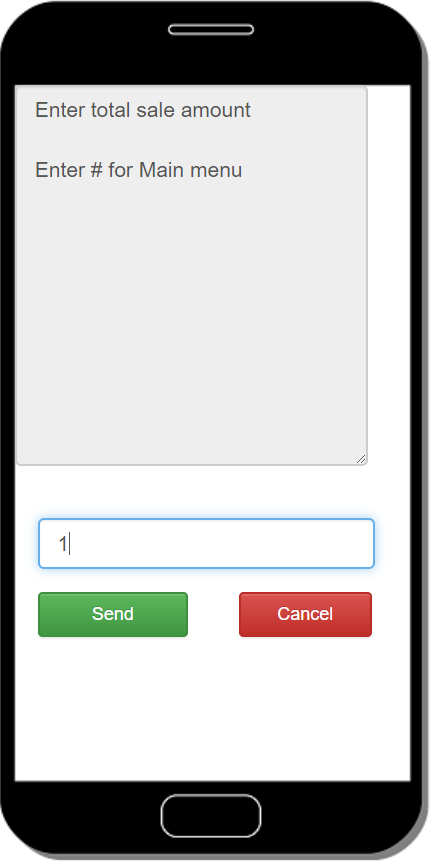 Enter total sale amount
Enter # for Main menu
1
Send
Cancel